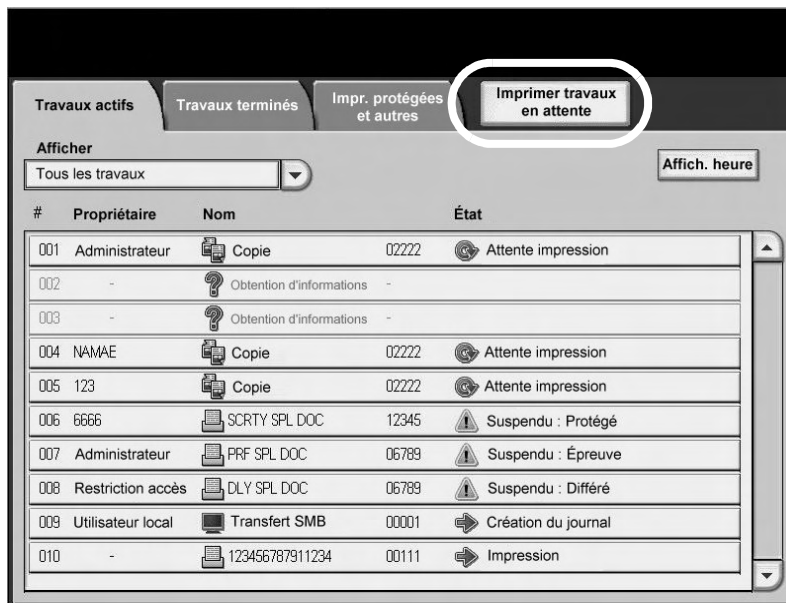 Travaux actifs
Travaux terminés
Impr. protégées
et autres
Imprimer travaux
en attente
Afficher
Tous les travaux
Affich. heure
# Propriétaire Nom État
001 Administrateur Copie 02222 Attente impression
002 - Obtention d'informations -
003 - Obtention d'informations -
004 NAMAE Copie 02222 Attente impression
005 123 Copie 02222 Attente impression
006 6666 SCRTY SPL DOC 12345 Suspendu : Protégé
007 Administrateur PRF SPL DOC 06789 Suspendu : Épreuve
008 Restriction accès DLY SPL DOC 06789 Suspendu : Différé
009 Utilisateur local Transfert SMB 00001 Création du journal
010 - 123456787911234 00111 Impression